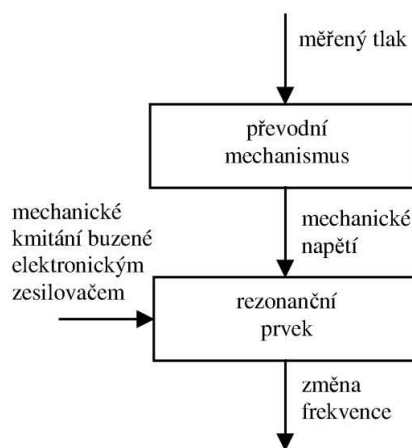 měřený tlak
převodní
mechanismus
mechanické
kmitání buzené
elektronickým
zesilovačem
mechanické
napětí
rezonanční
prvek
změna
frekvence